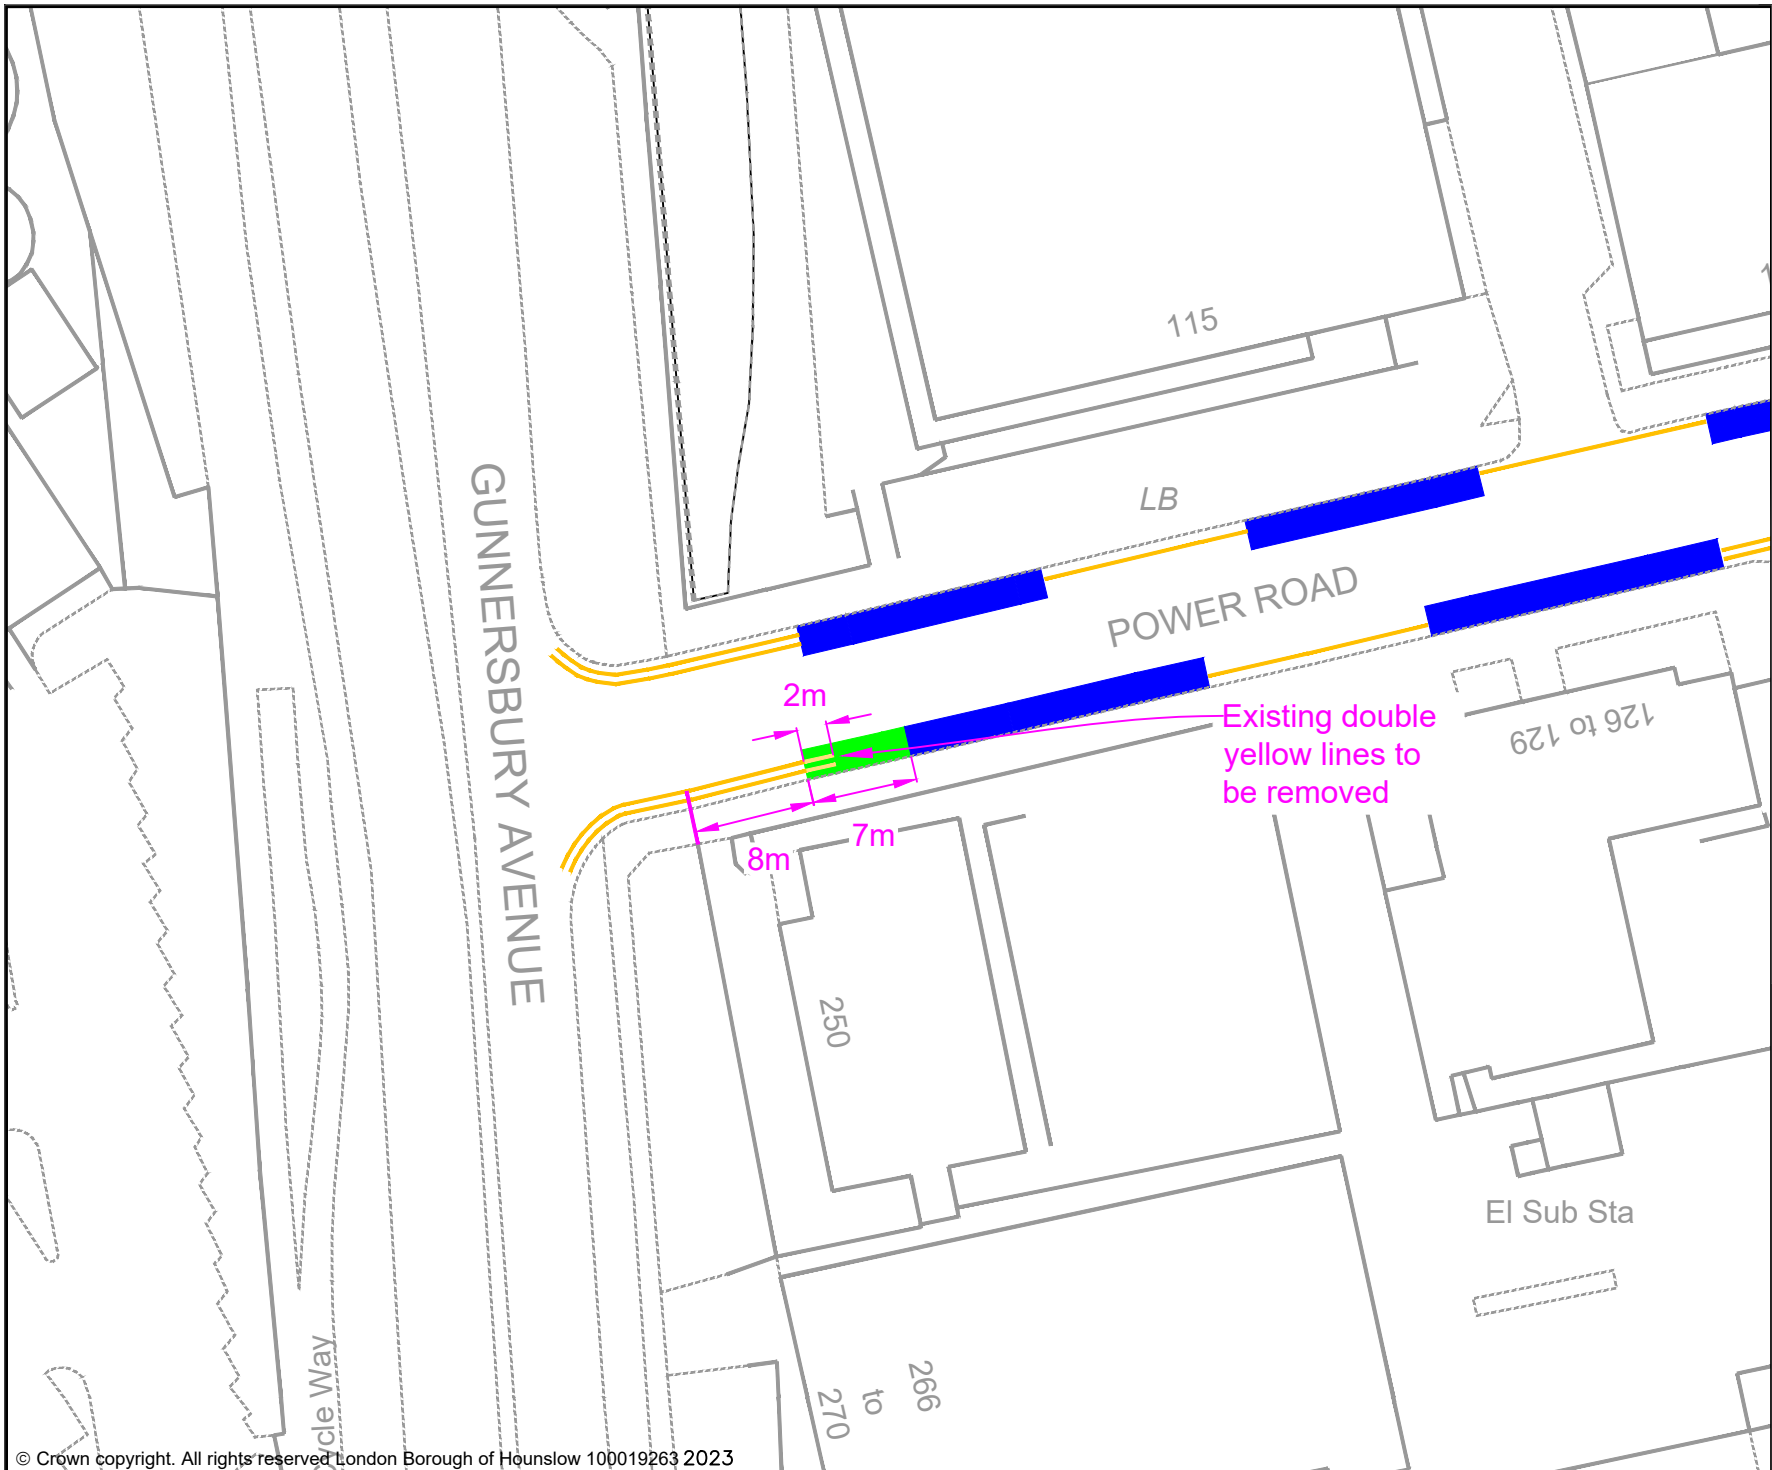 115
LB
GUNNERSBURY AVENUE
POWER ROAD
2m
Existing double
yellow lines to
be removed
126 to 129
7m
8m
250
El Sub Sta
266
to
270
ycle Way
© Crown copyright. All rights reserved London Borough of Hounslow 100019263 2023